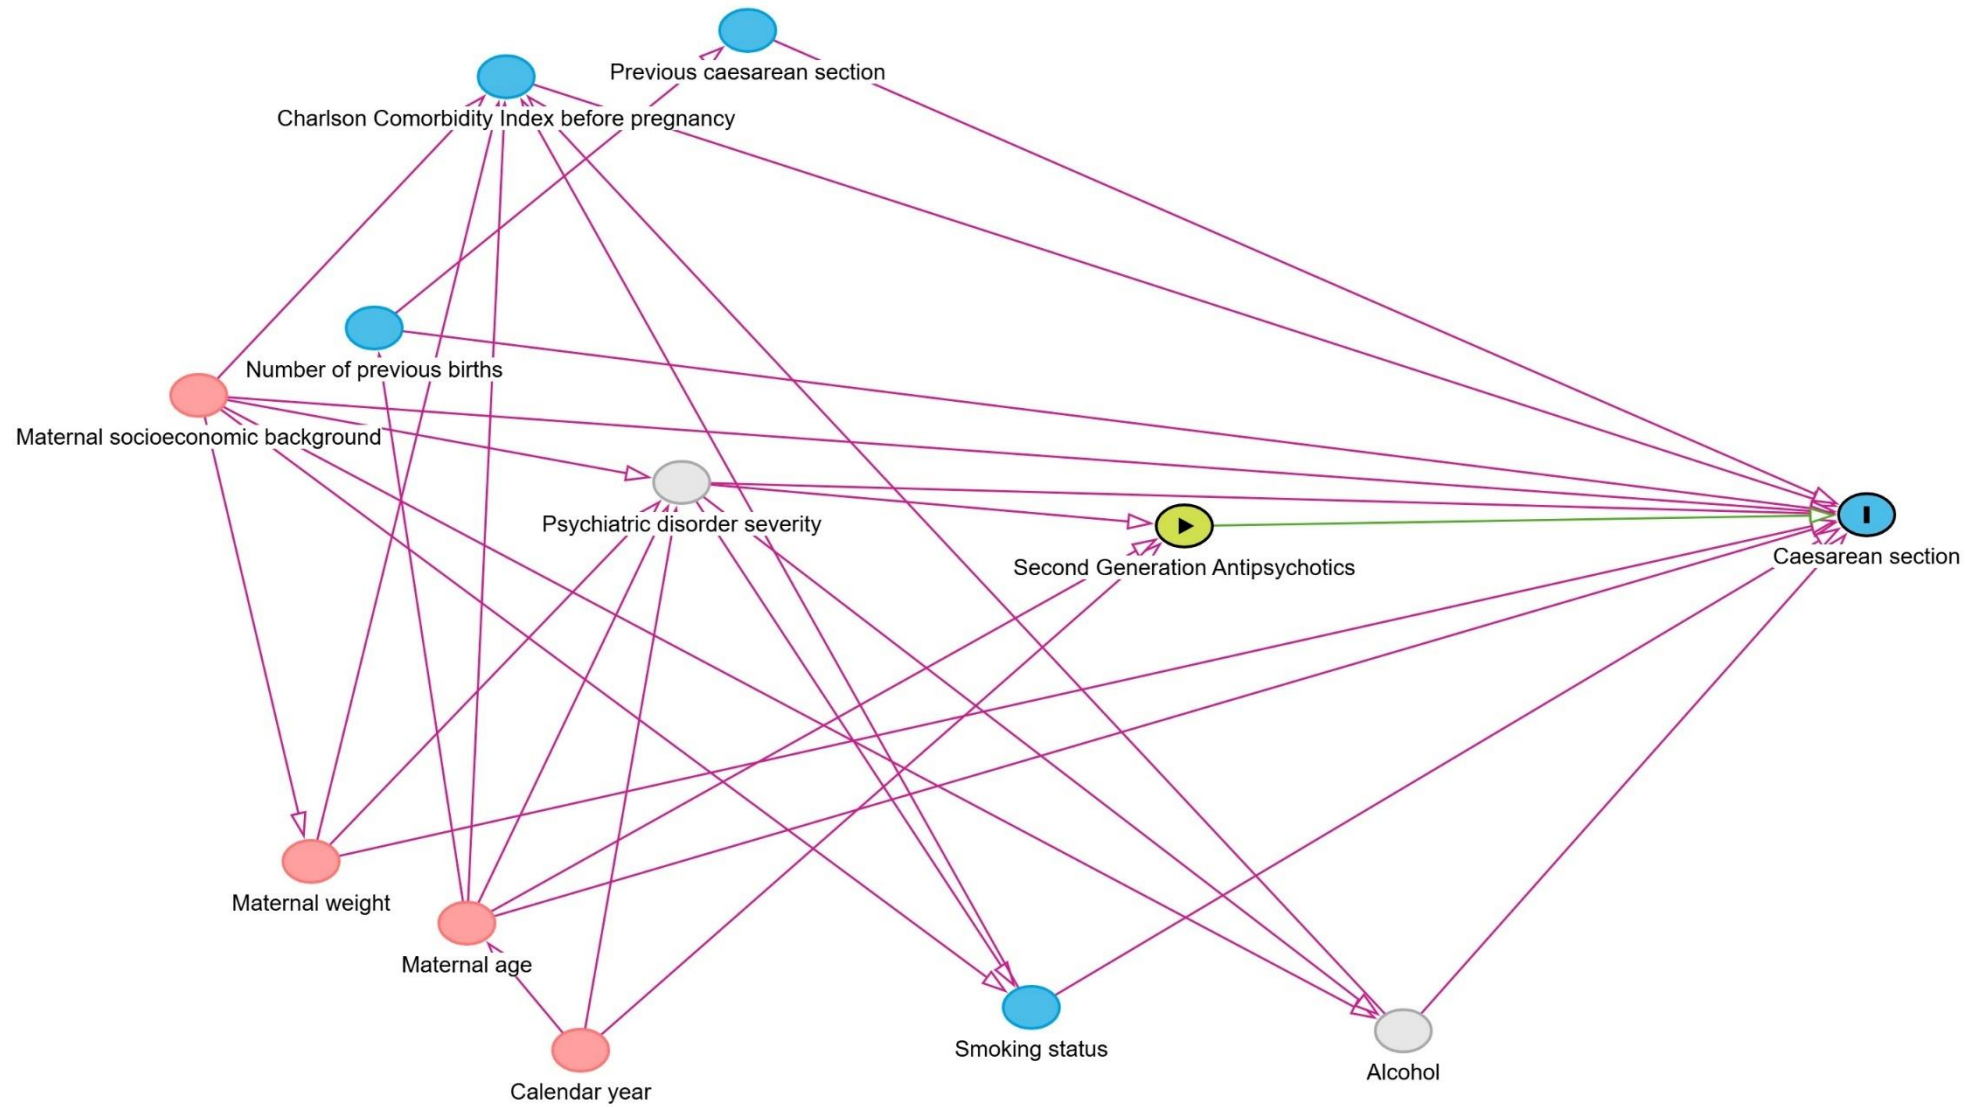 Previous caesarean section
Charlson Comorbidity Index before pregnancy
Number of previous births
Maternal socioeconomic background
Psychiatric disorder severity
Second Generation Antipsychotics
Caesarean section
Maternal weight
Maternal age
Smoking status
Alcohol
Calendar year